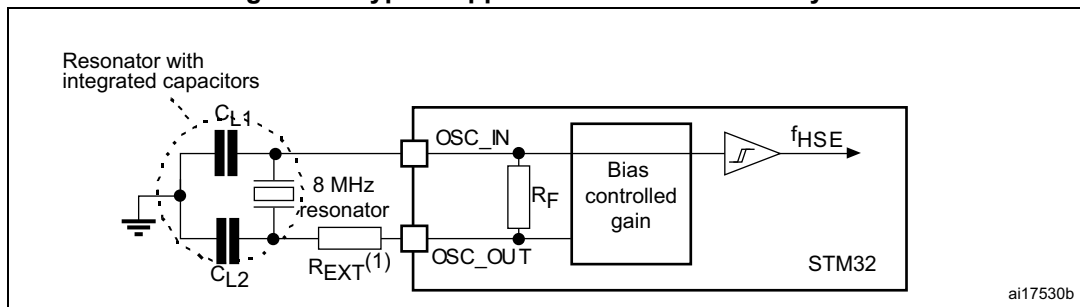 Resonator with
integrated capacitors
CL1
OSC_IN
fHSE
8 MHz
resonator
RF
Bias
controlled
gain
CL2
REXT(1)
OSC_OUT
STM32
ai17530b